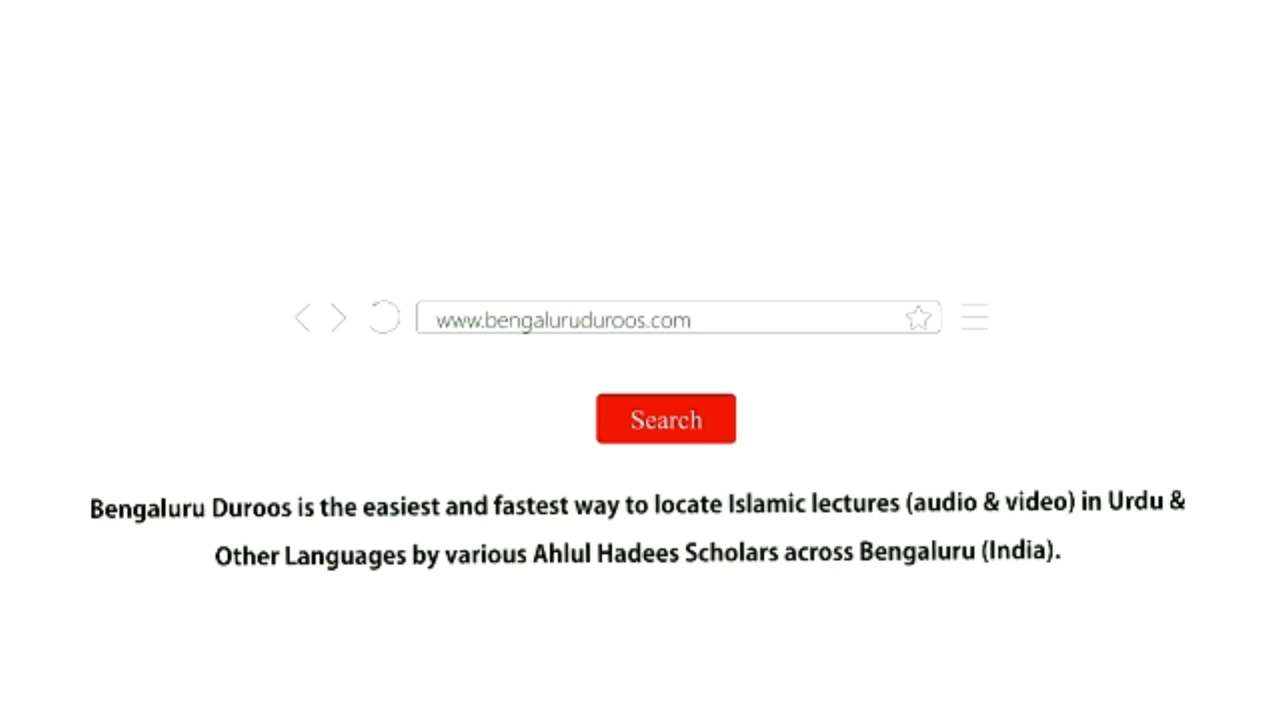 www.bengaluruduroos.com
Search
Bengaluru Duroos is the easiest and fastest way to locate Islamic lectures (audio & video) in Urdu &
Other Languages by various Ahlul Hadees Scholars across Bengaluru (India).